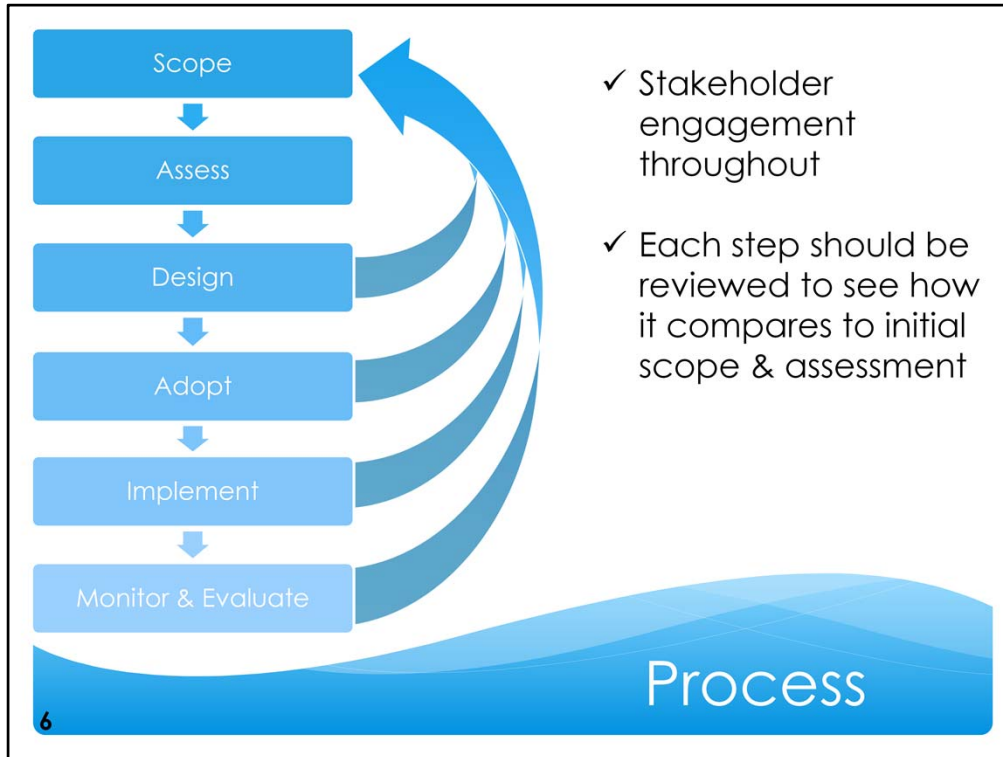 Scope
Assess
Design
Adopt
Implement
Monitor & Evaluate
✓ Stakeholder
engagement
throughout
✓ Each step should be
reviewed to see how
it compares to initial
scope & assessment
Process
6